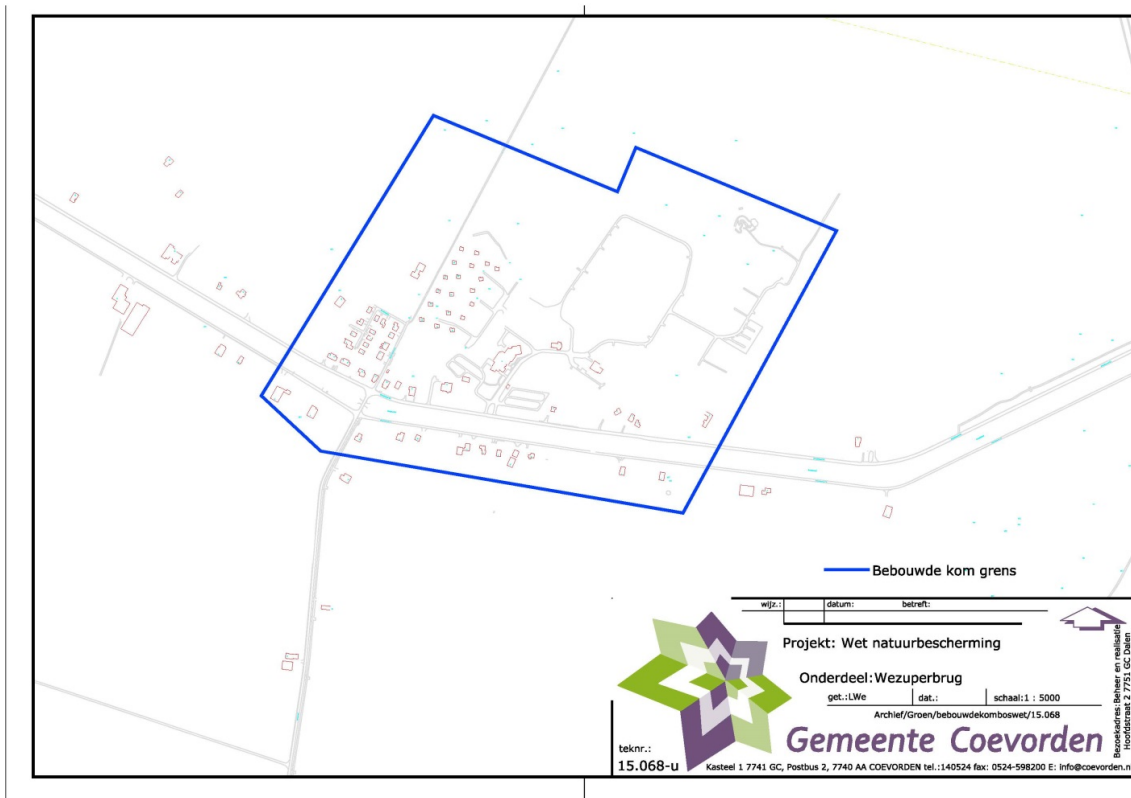 Bebouwde kom grens
wijz.: datum: betreft:
Projekt: Wet natuurbescherming
Onderdeel: Wezuperbrug
get.: LWe dat.: schaal: 1 : 5000
Archief/Groen/bebouwdekomboswet/15.068
Gemeente Coevorden
teknr.:
15.068-u
Kasteel 1 7741 GC, Postbus 2, 7740 AA COEVORDEN tel.:140524 fax: 0524-598200 E: info@coevorden.n
Bezoekadres: Beheer en realisatie
Hoofdstraat 2 7751 GC Dalen